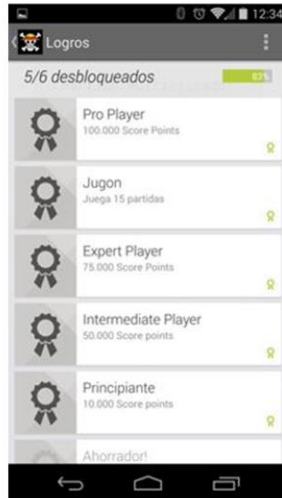 12:34
Logros
5/6 desbloqueados
83%
Pro Player
100.000 Score Points
Jugon
Juega 15 partidas
Expert Player
75.000 Score Points
Intermediate Player
50.000 Score points
Principiante
10.000 Score points
Ahorrador!